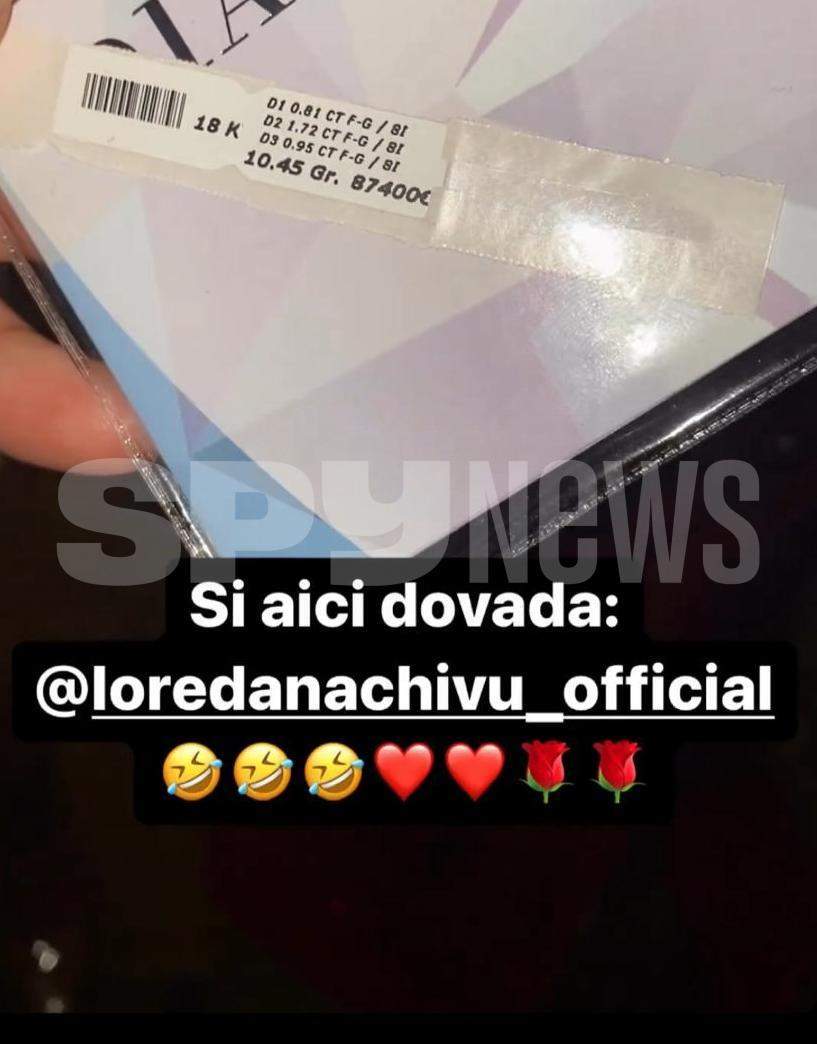 18 K
D1 0.81 CT F-G / SI
D2 1.72 CT F-G / SI
D3 0.95 CT F-G / SI
10.45 Gr. 87400€
SPYNEWS
Si aici dovada:
@loredanachivu_official
🤣🤣🤣❤️❤️🌹🌹